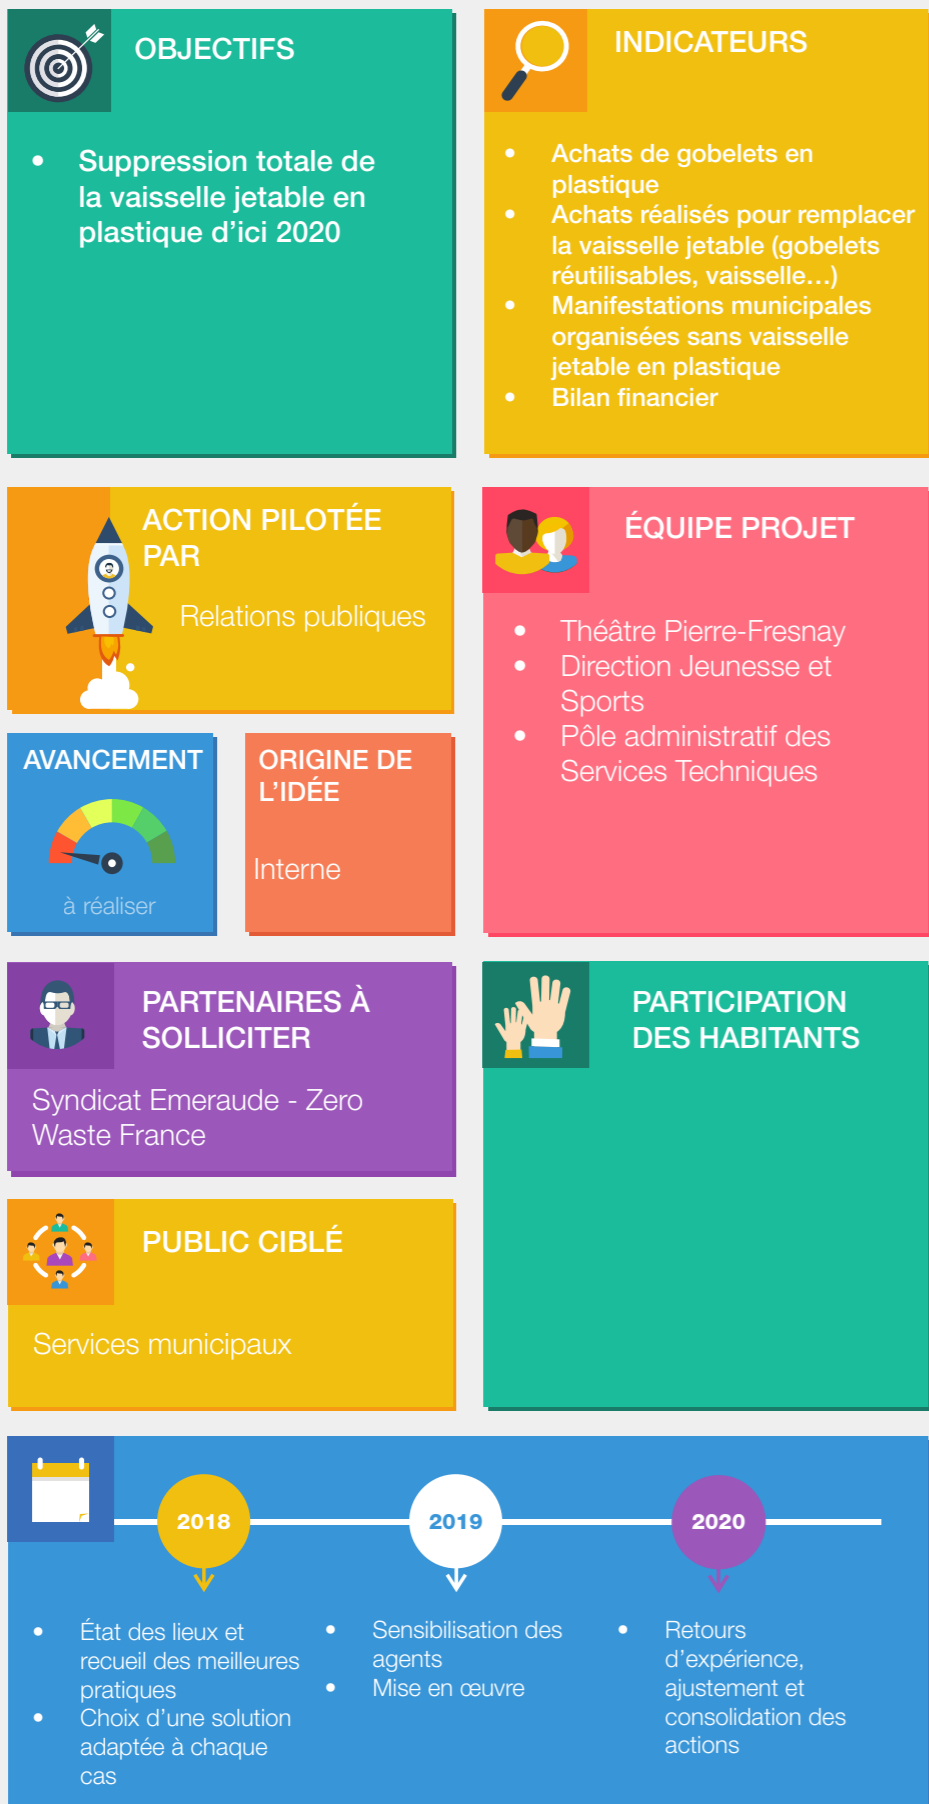 OBJECTIFS
• Suppression totale de
la vaisselle jetable en
plastique d’ici 2020
INDICATEURS
• Achats de gobelets en
plastique
• Achats réalisés pour remplacer
la vaisselle jetable (gobelets
réutilisables, vaisselle…)
• Manifestations municipales
organisées sans vaisselle
jetable en plastique
• Bilan financier
ACTION PILOTÉE
PAR
Relations publiques
ÉQUIPE PROJET
• Théâtre Pierre-Fresnay
• Direction Jeunesse et
Sports
• Pôle administratif des
Services Techniques
AVANCEMENT
à réaliser
ORIGINE DE
L’IDÉE
Interne
PARTENAIRES À
SOLLICITER
Syndicat Emeraude - Zero
Waste France
PARTICIPATION
DES HABITANTS
PUBLIC CIBLÉ
Services municipaux
2018
• État des lieux et
recueil des meilleures
pratiques
• Choix d’une solution
adaptée à chaque
cas
2019
• Sensibilisation des
agents
• Mise en œuvre
2020
• Retours
d’expérience,
ajustement et
consolidation des
actions